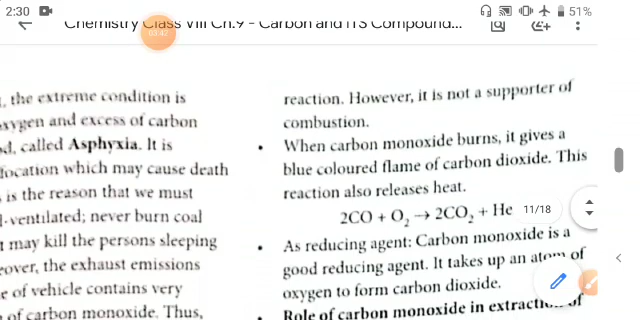 2:30
51%
Chemistry Class VIII Ch.9 - Carbon and ITS Compound...
03:42
, the extreme condition is
oxygen and excess of carbon
d, called Asphyxia. It is
focation which may cause death
is the reason that we must
l-ventilated; never burn coal
t may kill the persons sleeping
eover, the exhaust emissions
e of vehicle contains very
of carbon monoxide. Thus,
reaction. However, it is not a supporter of
combustion.
• When carbon monoxide burns, it gives a
blue coloured flame of carbon dioxide. This
reaction also releases heat.
2CO + O₂ → 2CO₂ + He
11/18
• As reducing agent: Carbon monoxide is a
good reducing agent. It takes up an atom of
oxygen to form carbon dioxide.
• Role of carbon monoxide in extraction of